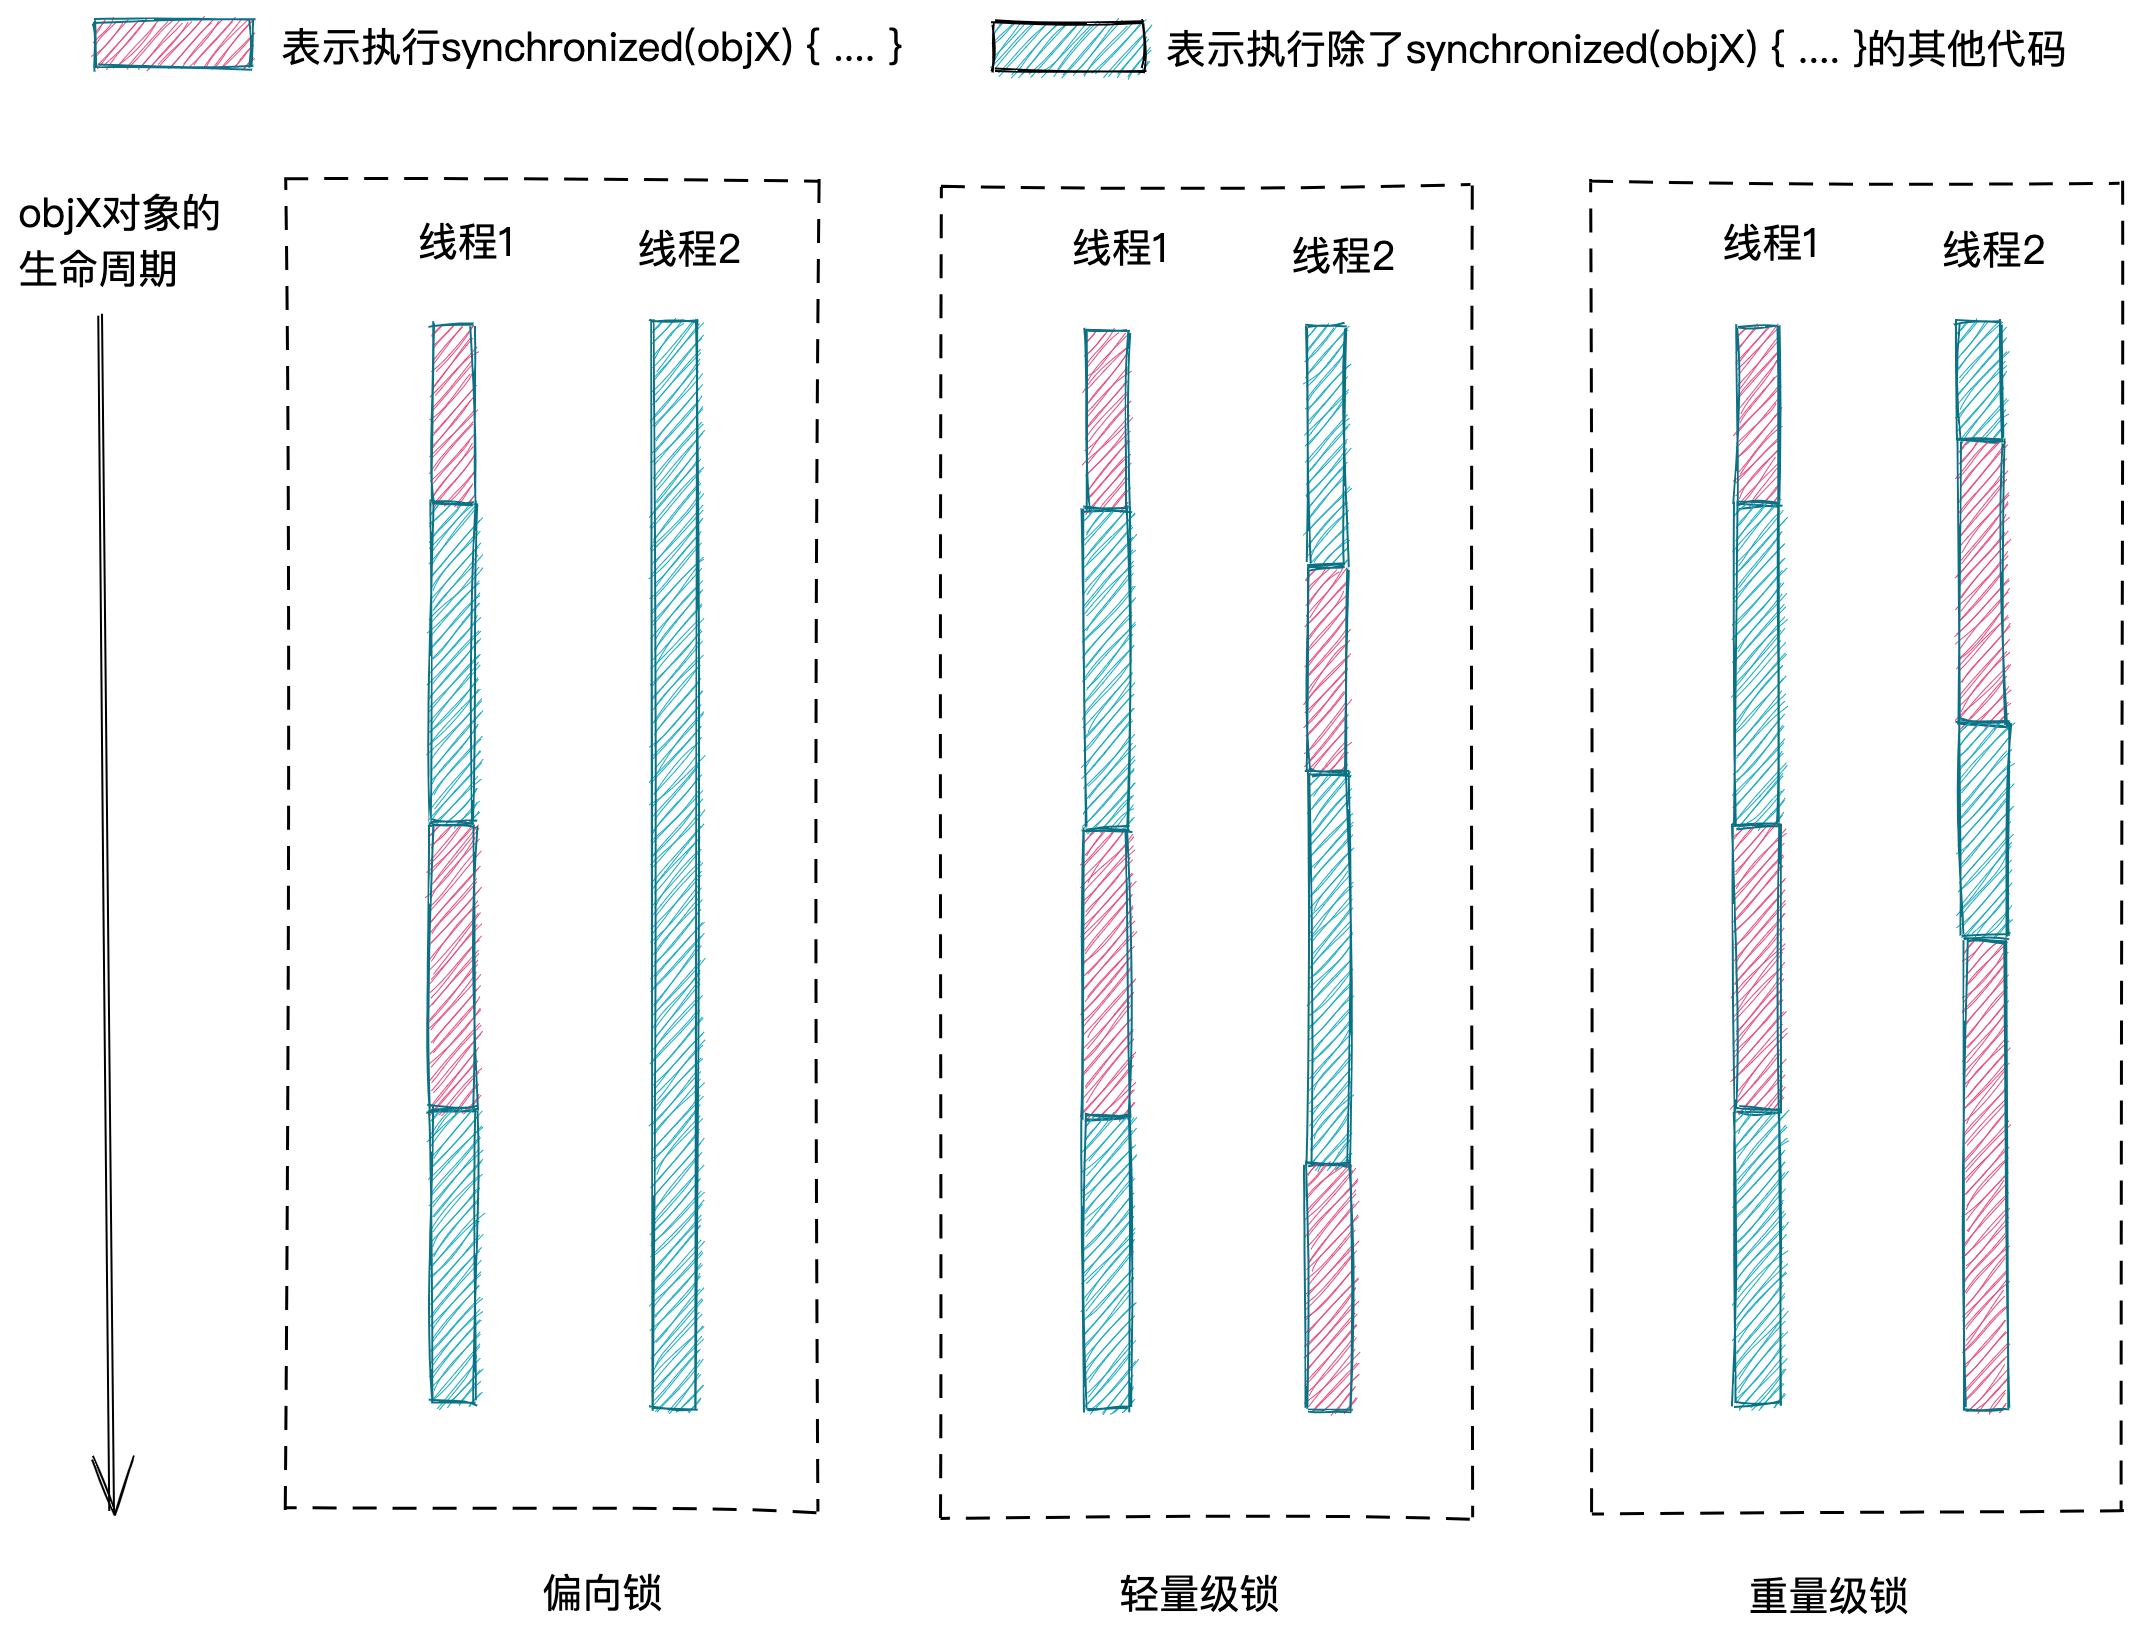 表示执行synchronized(objX) { .... }
表示执行除了synchronized(objX) { .... }的其他代码
objX对象的
生命周期
线程1
线程2
线程1
线程2
线程1
线程2
偏向锁
轻量级锁
重量级锁